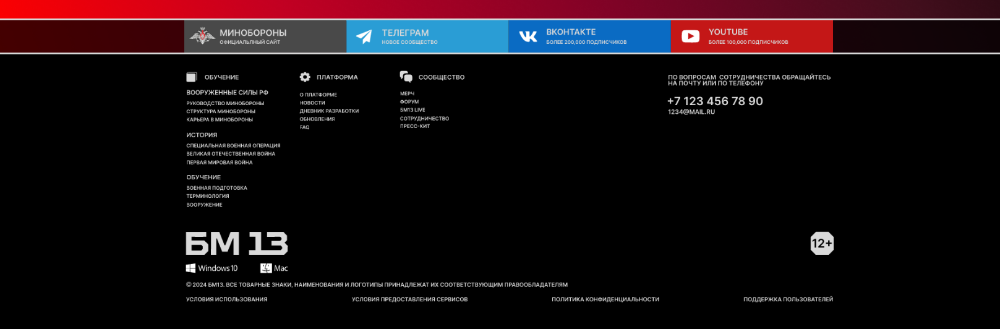 МИНОБОРОНЫ
ОФИЦИАЛЬЛНЫЙ САЙТ
ТЕЛЕГРАМ
НОВОЕ СООБЩЕСТВО
ВКОНТАКТЕ
БОЛЕЕ 200,000 ПОДПИСЧИКОВ
YOUTUBE
БОЛЕЕ 100,000 ПОДПИСЧИКОВ
ОБУЧЕНИЕ
ВООРУЖЕННЫЕ СИЛЫ РФ
РУКОВОДСТВО МИНОБОРОНЫ
СТРУКТУРА МИНОБОРОНЫ
КАРЬЕРА В МИНОБОРОНЫ
ИСТОРИЯ
СПЕЦИАЛЬНАЯ ВОЕННАЯ ОПЕРАЦИЯ
ВЕЛИКАЯ ОТЕЧЕСТВЕННАЯ ВОЙНА
ПЕРВАЯ МИРОВАЯ ВОЙНА
ОБУЧЕНИЕ
ВОЕННАЯ ПОДГОТОВКА
ТЕРМИНОЛОГИЯ
ВООРУЖЕНИЕ
ПЛАТФОРМА
О ПЛАТФОРМЕ
НОВОСТИ
ДНЕВНИК РАЗРАБОТКИ
ОБНОВЛЕНИЯ
FAQ
СООБЩЕСТВО
МЕРЧ
ФОРУМ
БМ13 LIVE
СОТРУДНИЧЕСТВО
ПРЕСС-КИТ
ПО ВОПРОСАМ СОТРУДНИЧЕСТВА ОБРАЩАЙТЕСЬ
НА ПОЧТУ ИЛИ ПО ТЕЛЕФОНУ
+7 123 456 78 90
1234@MAIL.RU
БМ 13
12+
Windows 10
Mac
© 2024 БМ13. ВСЕ ТОВАРНЫЕ ЗНАКИ, НАИМЕНОВАНИЯ И ЛОГОТИПЫ ПРИНАДЛЕЖАТ ИХ СООТВЕТСТВУЮЩИМ ПРАВООБЛАДАТЕЛЯМ
УСЛОВИЯ ИСПОЛЬЗОВАНИЯ
УСЛОВИЯ ПРЕДОСТАВЛЕНИЯ СЕРВИСОВ
ПОЛИТИКА КОНФИДЕНЦИАЛЬНОСТИ
ПОДДЕРЖКА ПОЛЬЗОВАТЕЛЕЙ